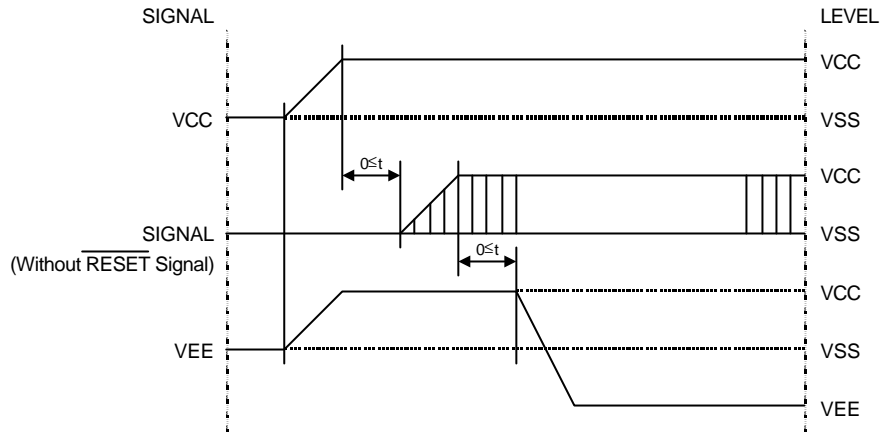 SIGNAL LEVEL
VCC
VCC VSS
0≤t VCC
SIGNAL VSS
(Without RESET Signal) 0≤t
VCC
VEE VSS
VEE